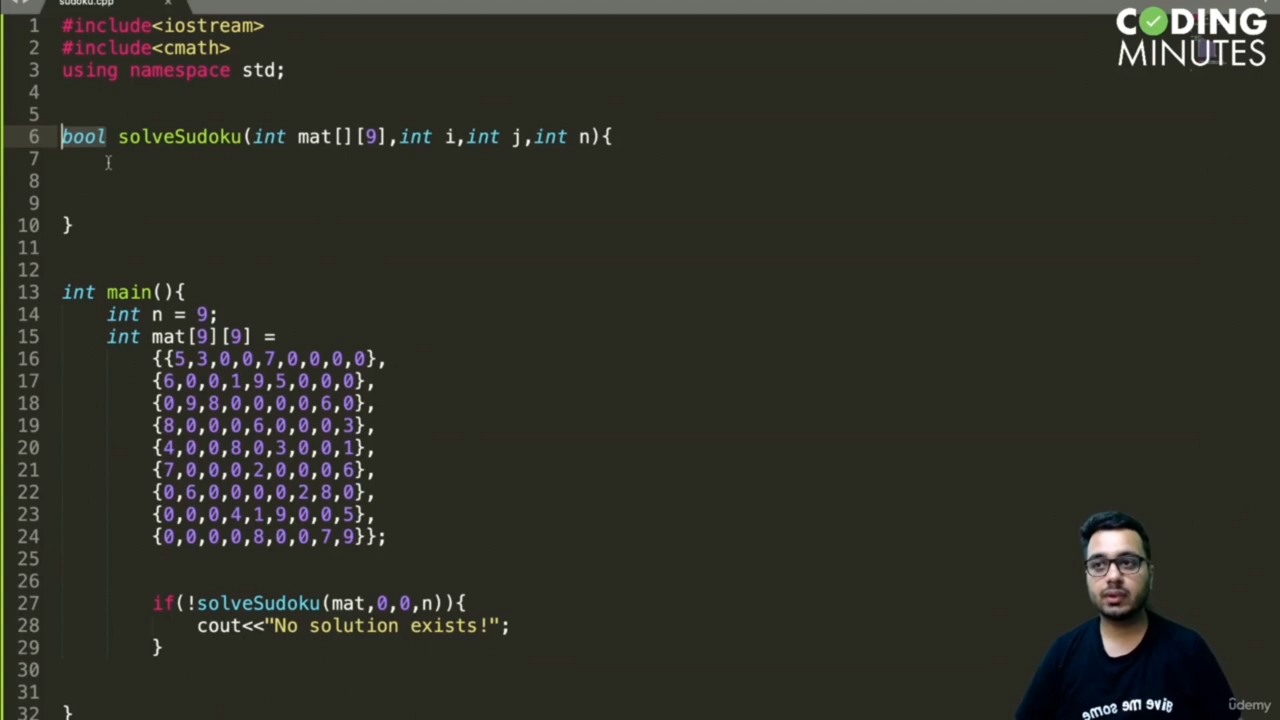 sudoku.cpp ×
CODING
MINUTES
1 #include<iostream>
2 #include<cmath>
3 using namespace std;
4
5
6 bool solveSudoku(int mat[][9],int i,int j,int n){
7
8
9
10 }
11
12
13 int main(){
14 int n = 9;
15 int mat[9][9] =
16 {{5,3,0,0,7,0,0,0,0},
17 {6,0,0,1,9,5,0,0,0},
18 {0,9,8,0,0,0,0,6,0},
19 {8,0,0,0,6,0,0,0,3},
20 {4,0,0,8,0,3,0,0,1},
21 {7,0,0,0,2,0,0,0,6},
22 {0,6,0,0,0,0,2,8,0},
23 {0,0,0,4,1,9,0,0,5},
24 {0,0,0,0,8,0,0,7,9}};
25
26
27 if(!solveSudoku(mat,0,0,n)){
28 cout<<"No solution exists!";
29 }
30
31
32 }
give me some
ûdemy